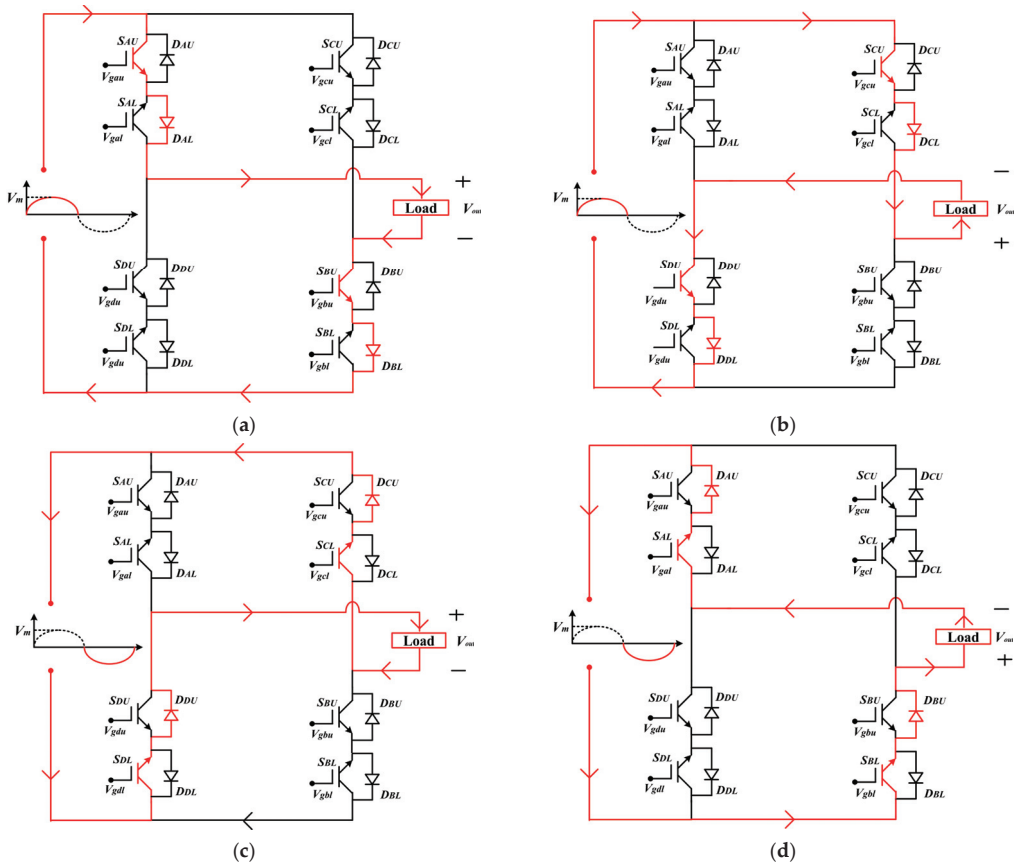 SAU DAU SCU DCU
Vgau Vgcu
SAL DAL SCL DCL
Vgal Vgcl
Vm
+
Load Vout
−
SDU DDU SBU DBU
Vgdu Vgbu
SDL DDL SBL DBL
Vgdu Vgbl
(a)
SAU DAU SCU DCU
Vgau Vgcu
SAL DAL SCL DCL
Vgal Vgcl
Vm
−
Load Vout
+
SDU DDU SBU DBU
Vgdu Vgbu
SDL DDL SBL DBL
Vgdu Vgbl
(b)
SAU DAU SCU DCU
Vgau Vgcu
SAL DAL SCL DCL
Vgal Vgcl
Vm
+
Load Vout
−
SDU DDU SBU DBU
Vgdu Vgbu
SDL DDL SBL DBL
Vgdl Vgbl
(c)
SAU DAU SCU DCU
Vgau Vgcu
SAL DAL SCL DCL
Vgal Vgcl
Vm
−
Load Vout
+
SDU DDU SBU DBU
Vgdu Vgbu
SDL DDL SBL DBL
Vgdl Vgbl
(d)